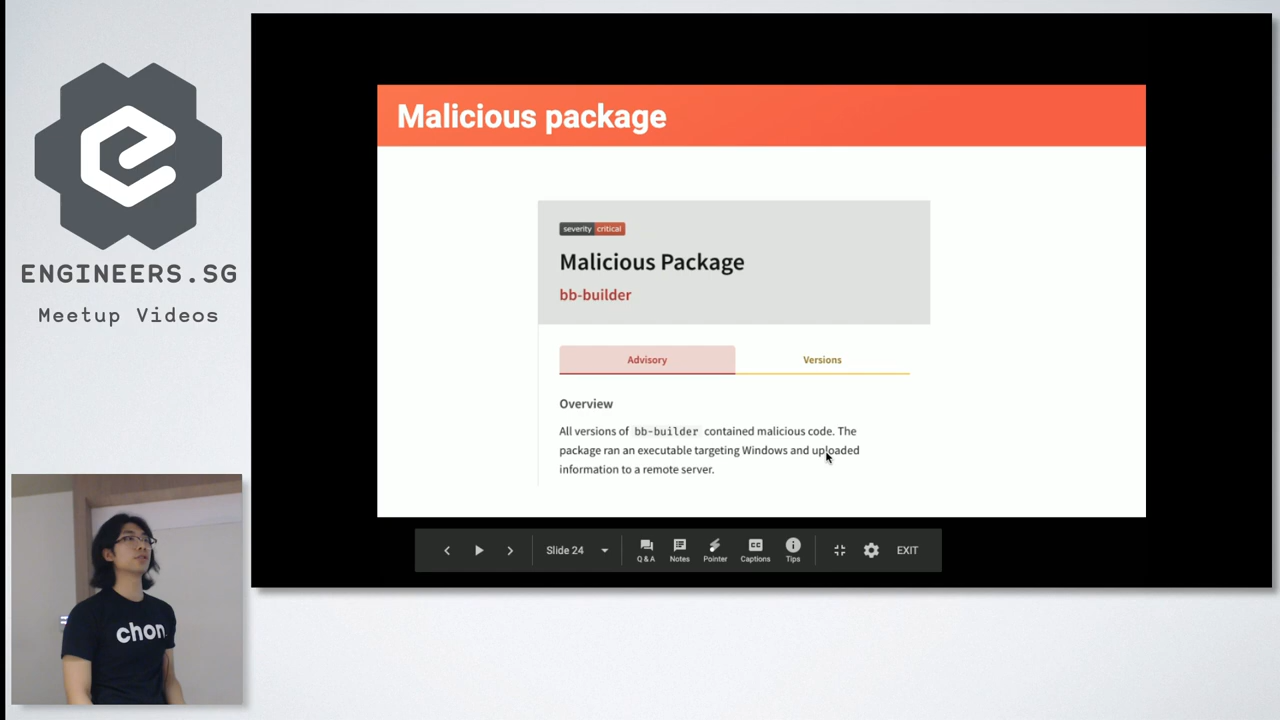 ENGINEERS.SG
Meetup Videos
Malicious package
severity critical
Malicious Package
bb-builder
Advisory
Versions
Overview
All versions of bb-builder contained malicious code. The
package ran an executable targeting Windows and uploaded
information to a remote server.
Slide 24
Q & A
Notes
Pointer
CC
Captions
Tips
EXIT
chon